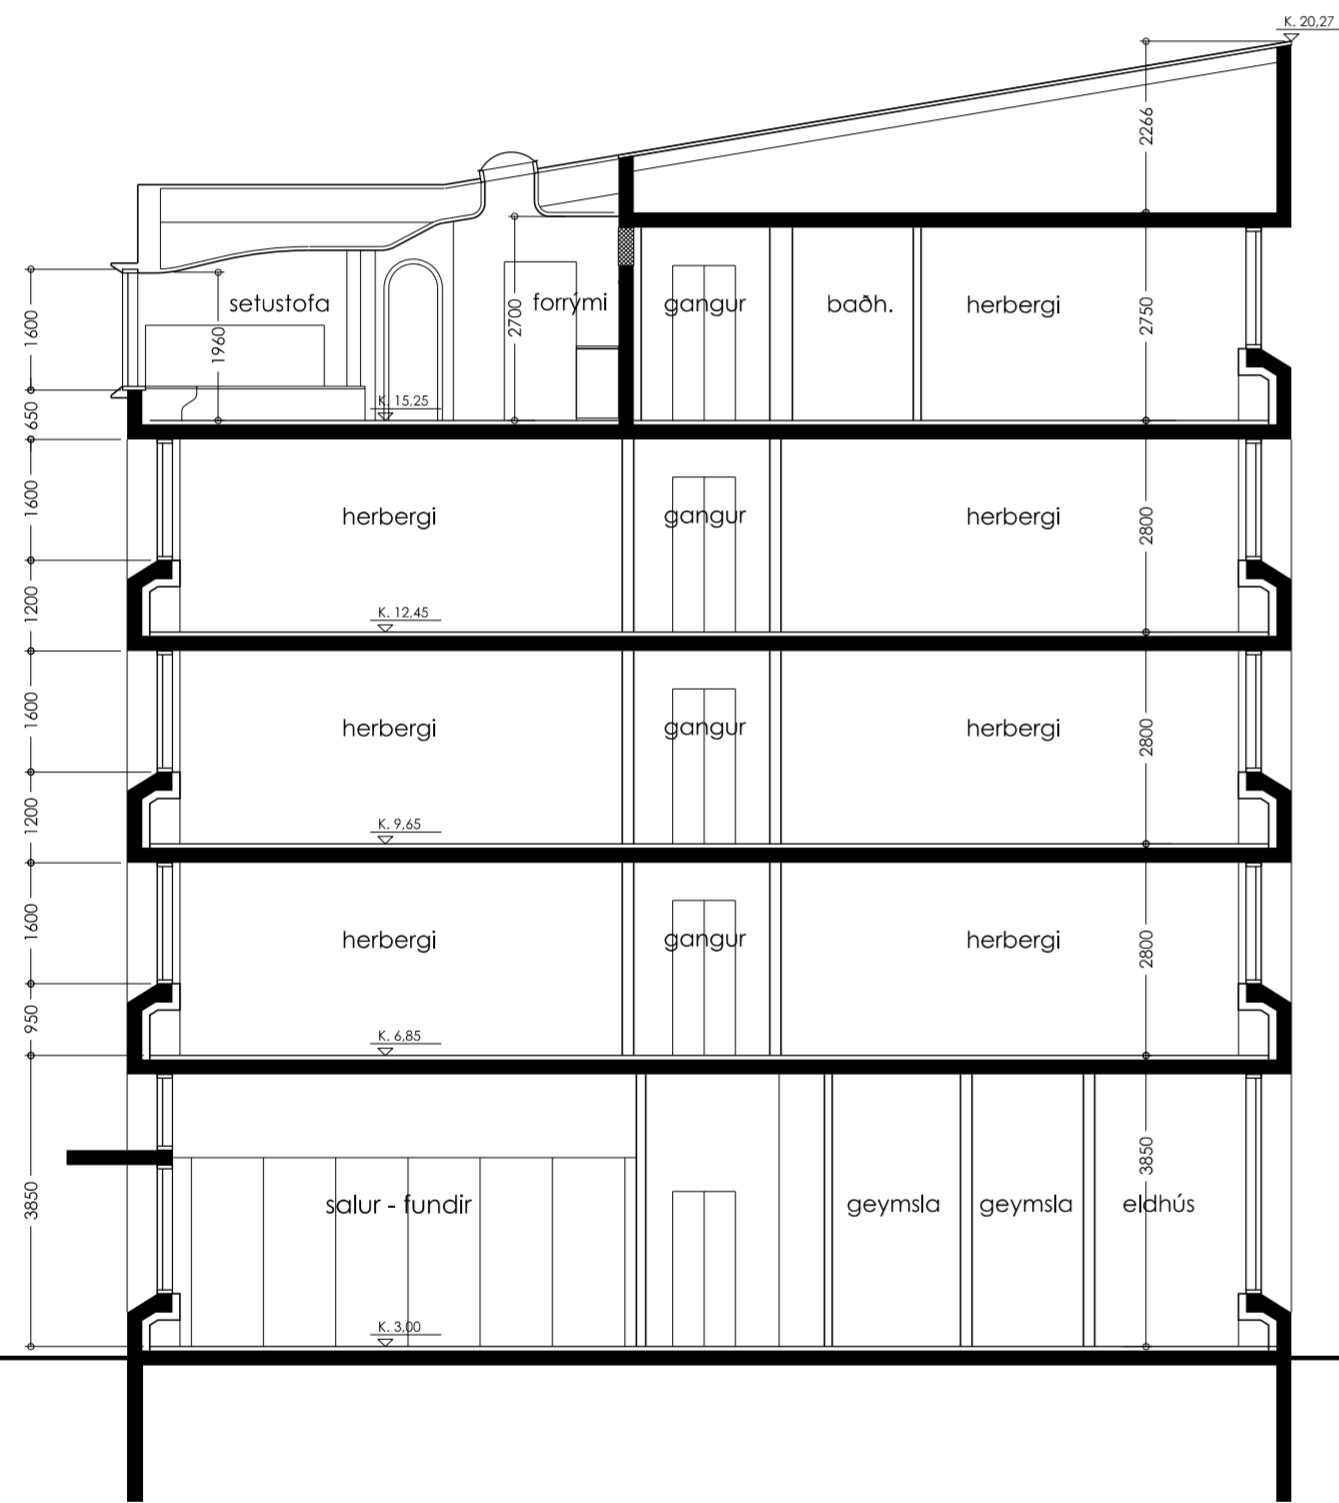 K. 20,27
2266
setustofa
forrými
gangur
baðh.
herbergi
1600
1960
2700
2750
K. 15,25
650
herbergi
gangur
herbergi
1600
2800
1200
K. 12,45
herbergi
gangur
herbergi
1600
2800
1200
K. 9,65
herbergi
gangur
herbergi
1600
2800
950
K. 6,85
3850
3850
salur - fundir
geymsla
geymsla
eldhús
K. 3,00